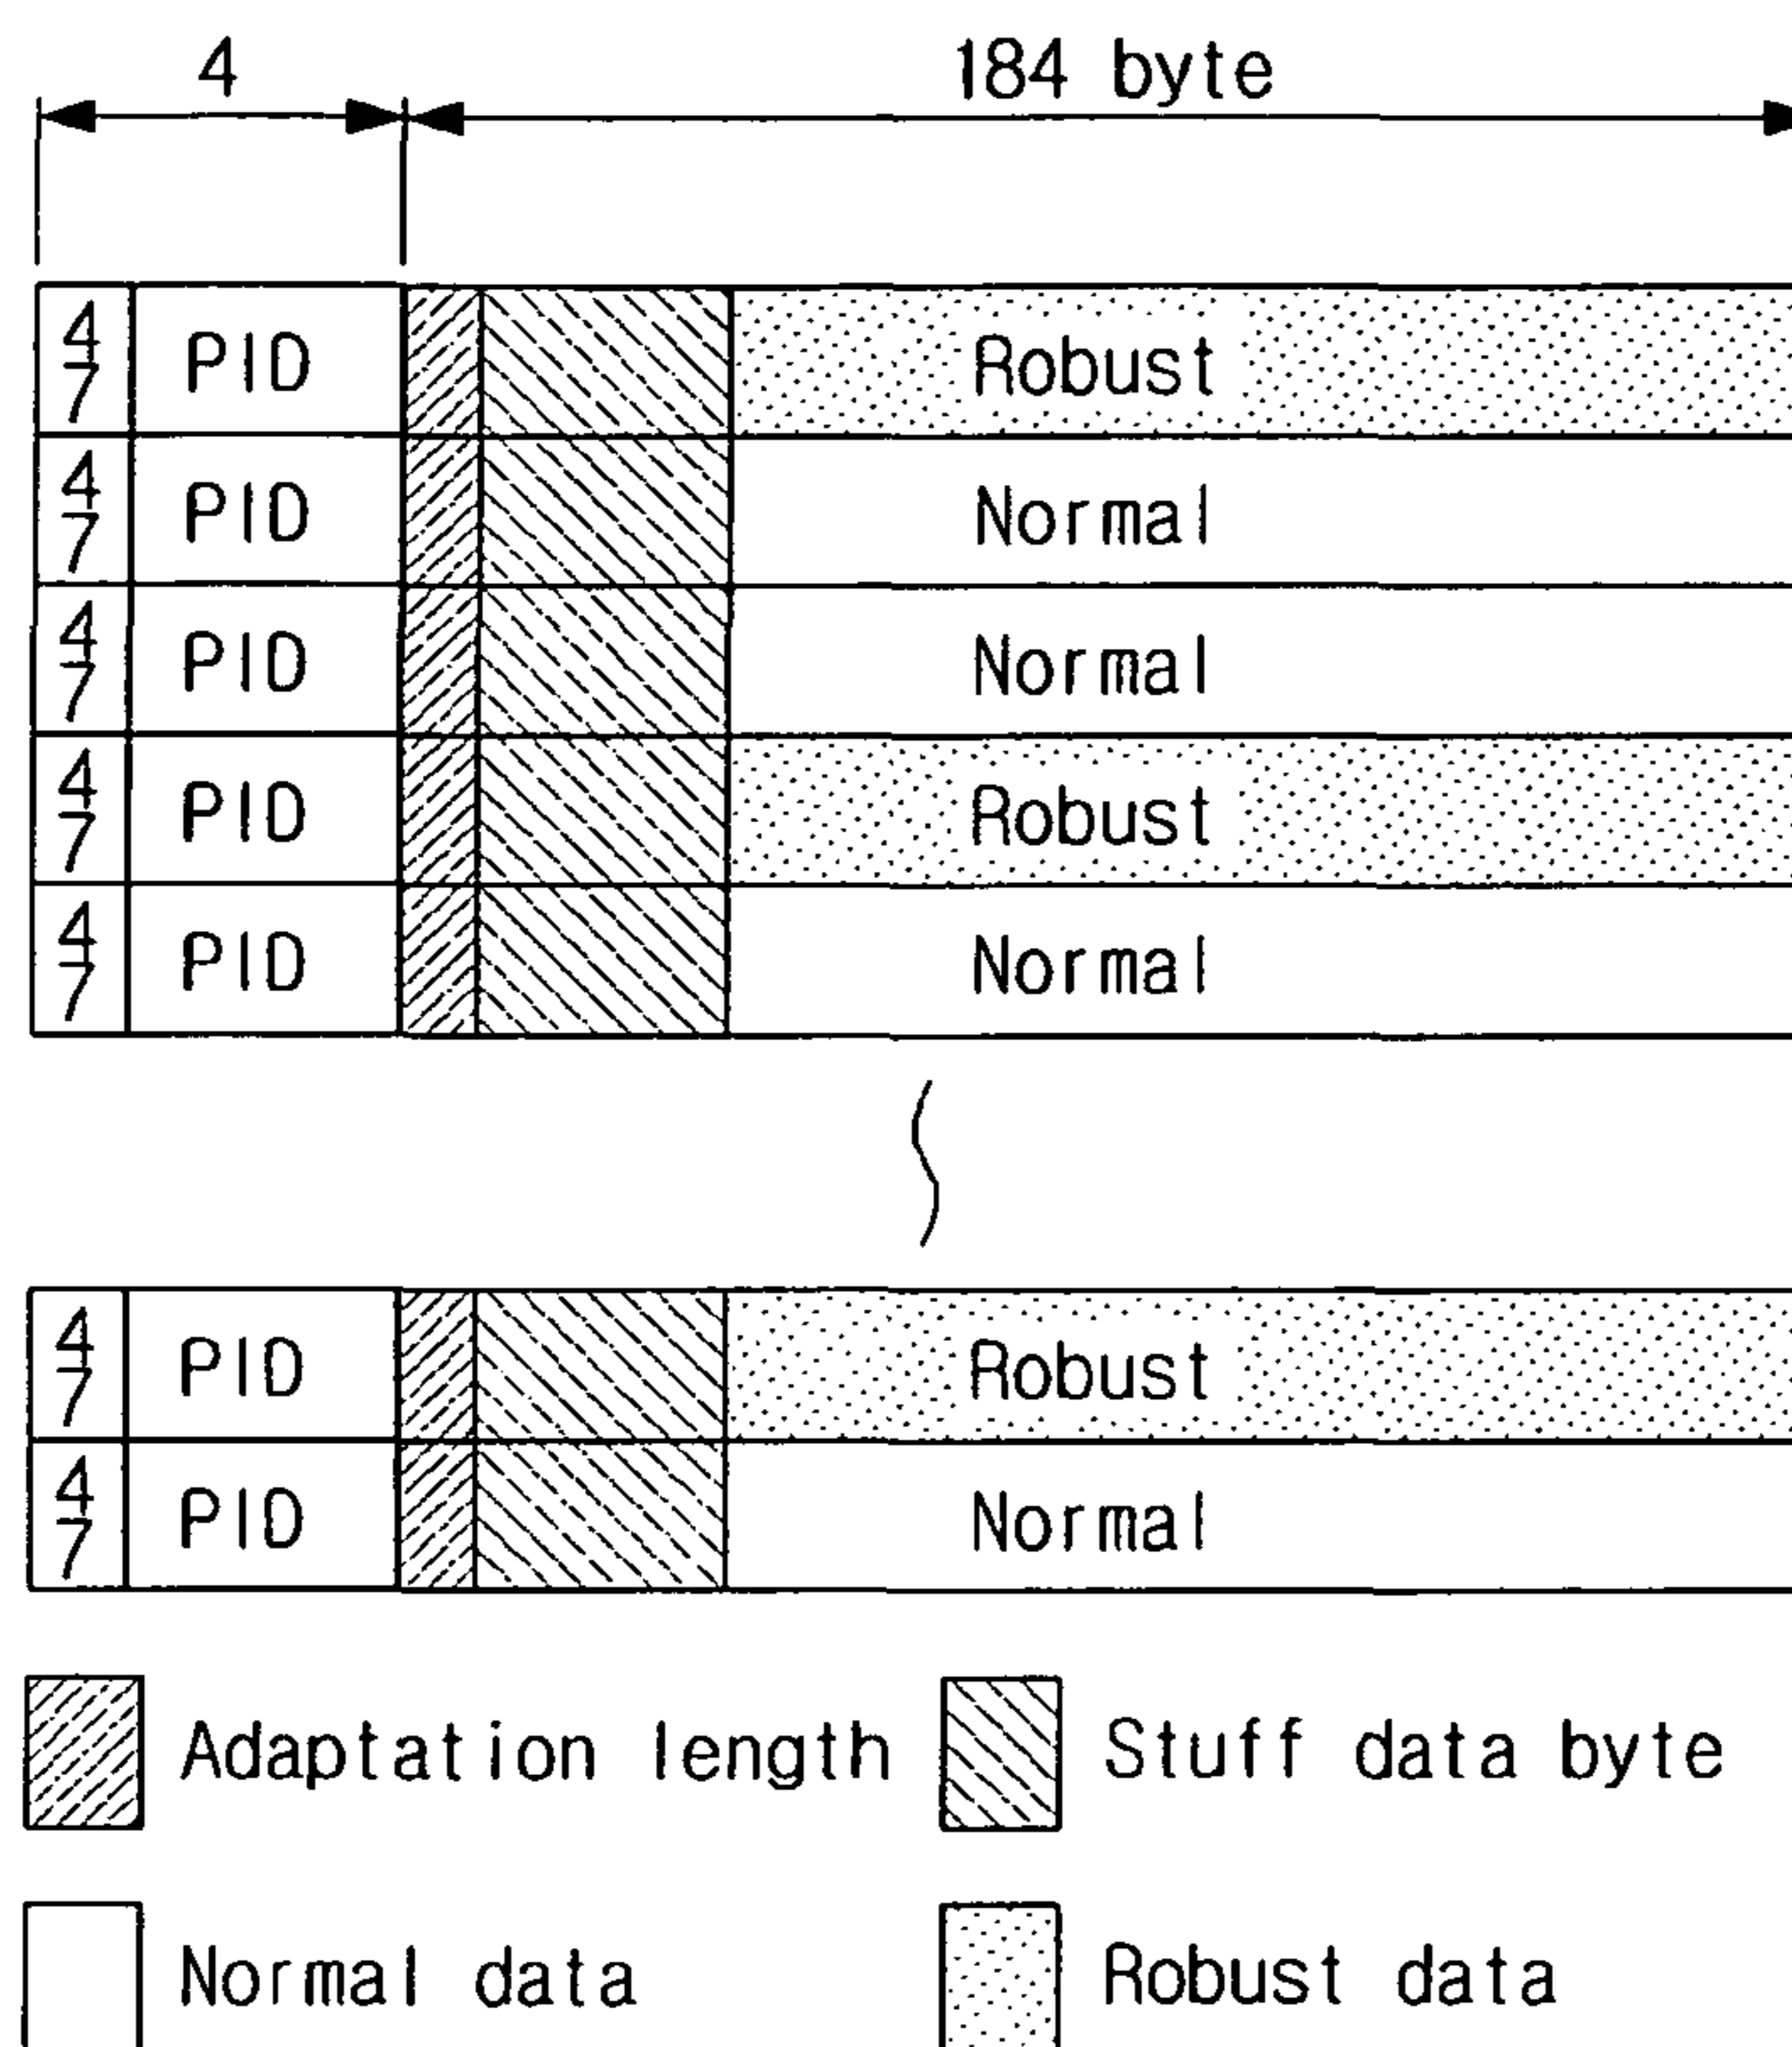 4 184 byte
47 PID Robust
47 PID Normal
47 PID Normal
47 PID Robust
47 PID Normal
47 PID Robust
47 PID Normal
Adaptation length Stuff data byte
Normal data Robust data